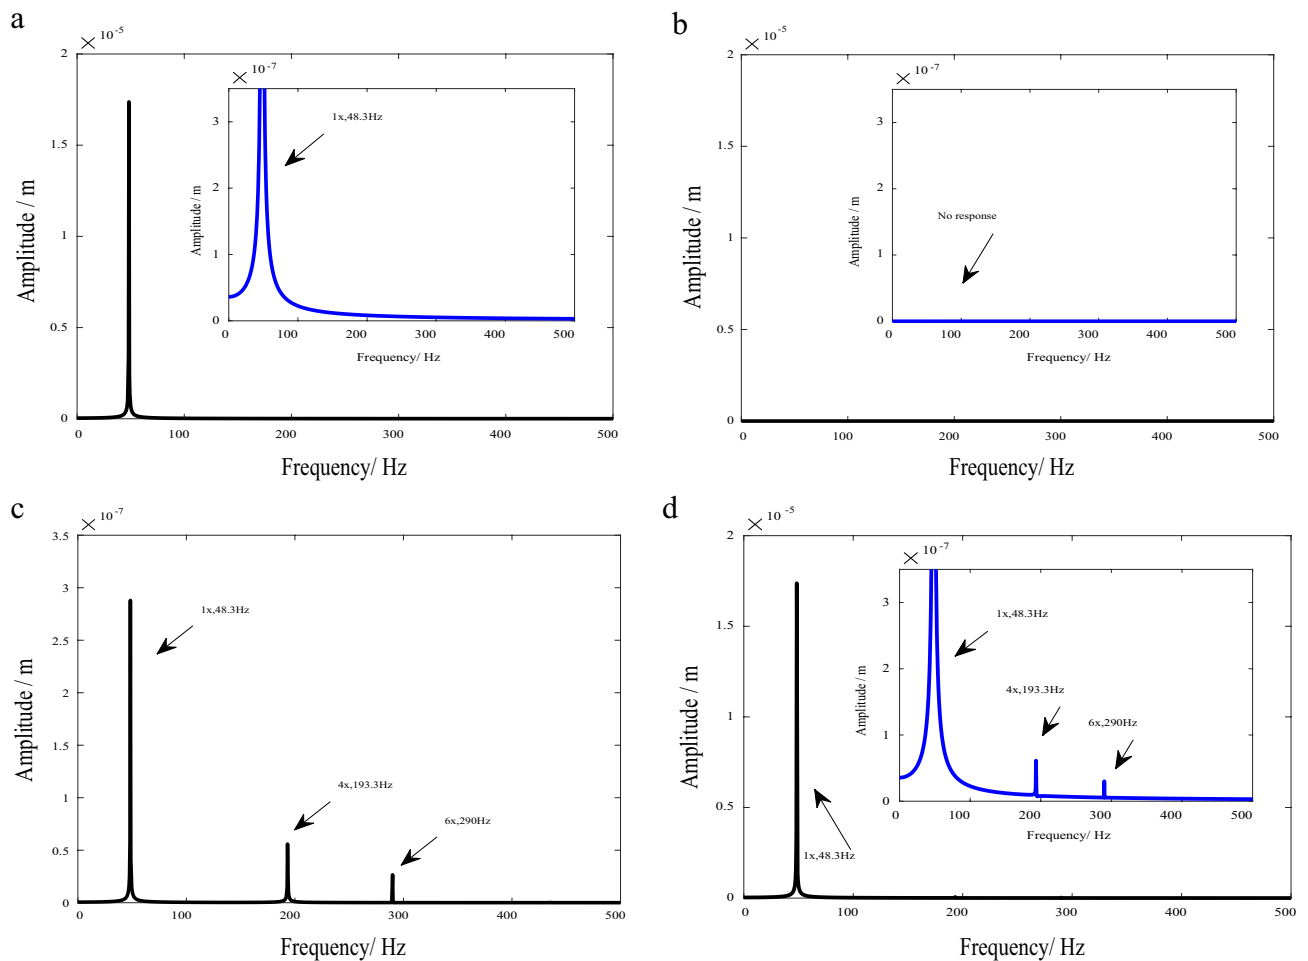 a
× 10⁻⁵
2
1.5
1
0.5
0
0 100 200 300 400 500
Amplitude / m
Frequency/ Hz
× 10⁻⁷
3
2
1
0
0 100 200 300 400 500
Amplitude / m
Frequency/ Hz
1x,48.3Hz
b
× 10⁻⁵
2
1.5
1
0.5
0
0 100 200 300 400 500
Amplitude / m
Frequency/ Hz
× 10⁻⁷
3
2
1
0
0 100 200 300 400 500
Amplitude / m
Frequency/ Hz
No response
c
× 10⁻⁷
3.5
3
2.5
2
1.5
1
0.5
0
0 100 200 300 400 500
Amplitude / m
Frequency/ Hz
1x,48.3Hz
4x,193.3Hz
6x,290Hz
d
× 10⁻⁵
2
1.5
1
0.5
0
0 100 200 300 400 500
Amplitude / m
Frequency/ Hz
1x,48.3Hz
× 10⁻⁷
3
2
1
0
0 100 200 300 400 500
Amplitude / m
Frequency/ Hz
1x,48.3Hz
4x,193.3Hz
6x,290Hz